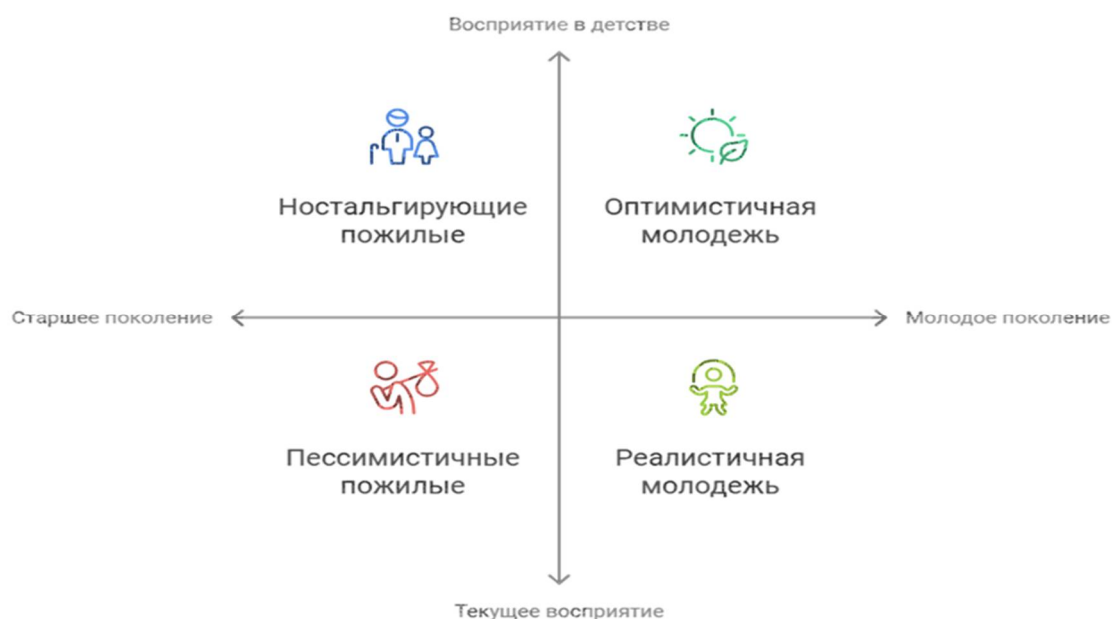 Восприятие в детстве
Ностальгирующие
пожилые
Оптимистичная
молодежь
Старшее поколение
Молодое поколение
Пессимистичные
пожилые
Реалистичная
молодежь
Текущее восприятие